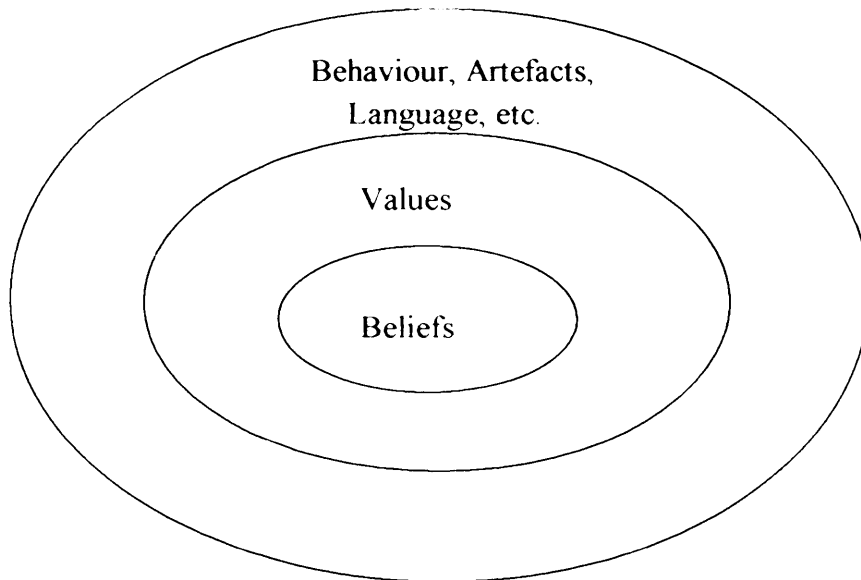 Behaviour, Artefacts,
Language, etc.
Values
Beliefs